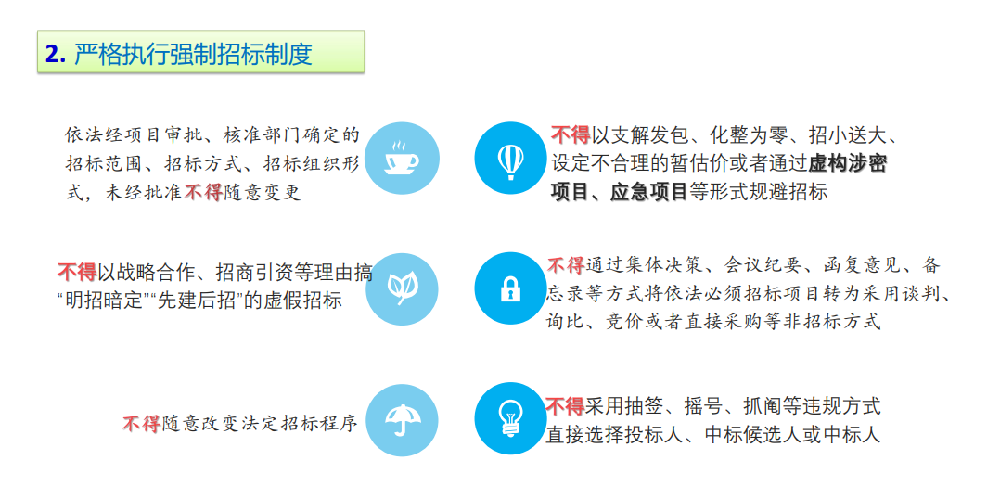 2. 严格执行强制招标制度
依法经项目审批、核准部门确定的
招标范围、招标方式、招标组织形
式，未经批准不得随意变更
不得以支解发包、化整为零、招小送大、
设定不合理的暂估价或者通过虚构涉密
项目、应急项目等形式规避招标
不得以战略合作、招商引资等理由搞
“明招暗定”“先建后招”的虚假招标
不得通过集体决策、会议纪要、函复意见、备
忘录等方式将依法必须招标项目转为采用谈判、
询比、竞价或者直接采购等非招标方式
不得随意改变法定招标程序
不得采用抽签、摇号、抓阄等违规方式
直接选择投标人、中标候选人或中标人